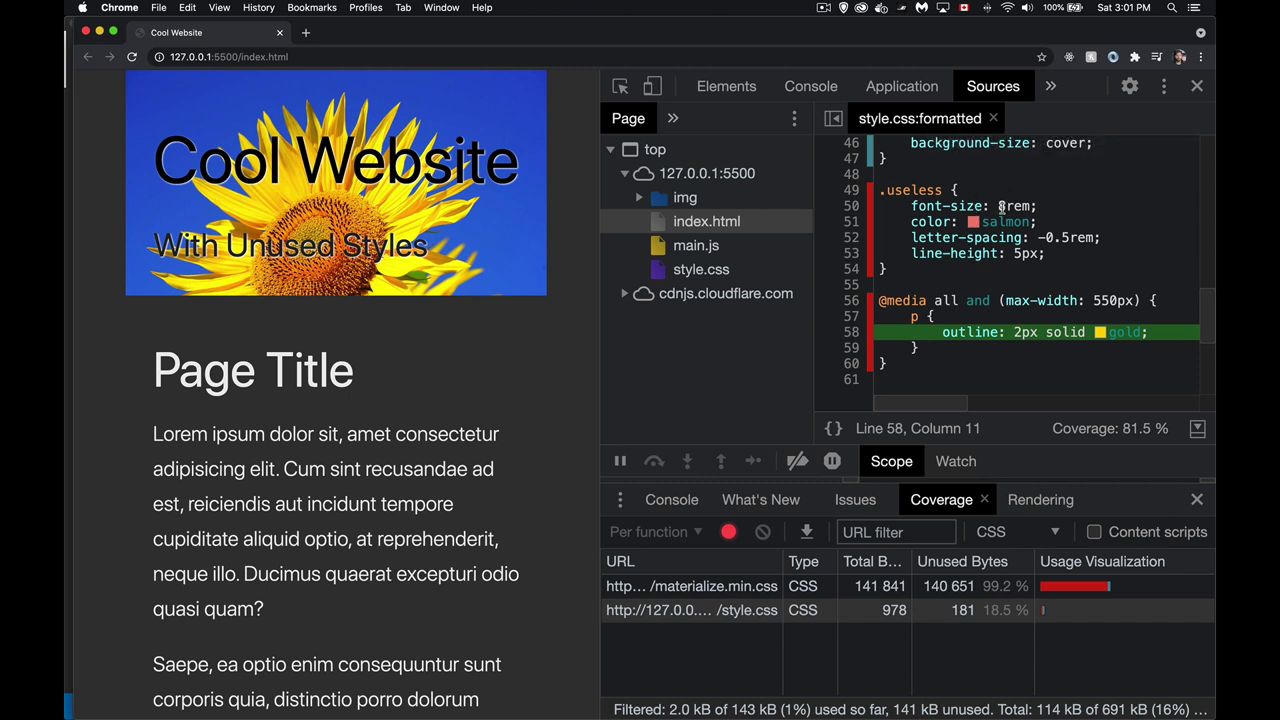 Chrome File Edit View History Bookmarks Profiles Tab Window Help 100% Sat 3:01 PM
Cool Website
127.0.0.1:5500/index.html
Cool Website
With Unused Styles
Page Title
Lorem ipsum dolor sit, amet consectetur
adipisicing elit. Cum sint recusandae ad
est, reiciendis aut incidunt tempore
cupiditate aliquid optio, at reprehenderit,
neque illo. Ducimus quaerat excepturi odio
quasi quam?
Saepe, ea optio enim consequuntur sunt
corporis quia, distinctio porro dolorum
Elements Console Application Sources »
Page »
top
127.0.0.1:5500
img
index.html
main.js
style.css
cdnjs.cloudflare.com
style.css:formatted
46 background-size: cover;
47 }
48
49 .useless {
50 font-size: 8rem;
51 color: salmon;
52 letter-spacing: -0.5rem;
53 line-height: 5px;
54 }
55
56 @media all and (max-width: 550px) {
57 p {
58 outline: 2px solid gold;
59 }
60 }
61
{} Line 58, Column 11 Coverage: 81.5 %
Scope Watch
Console What's New Issues Coverage Rendering
Per function URL filter CSS Content scripts
URL Type Total B... Unused Bytes Usage Visualization
http... /materialize.min.css CSS 141 841 140 651 99.2 %
http://127.0.0.... /style.css CSS 978 181 18.5 %
Filtered: 2.0 kB of 143 kB (1%) used so far, 141 kB unused. Total: 114 kB of 691 kB (16%) ...